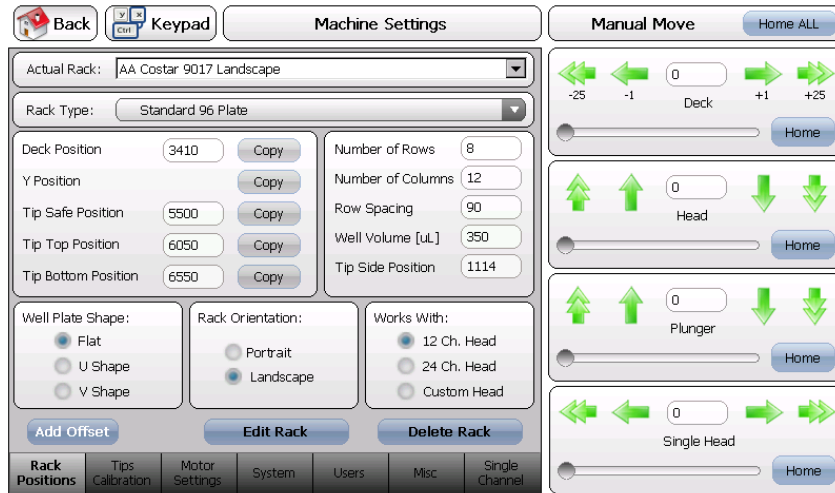 Back
y x
Ctrl
Keypad
Machine Settings
Manual Move
Home ALL
Actual Rack: AA Costar 9017 Landscape
Rack Type: Standard 96 Plate
Deck Position 3410 Copy
Y Position Copy
Tip Safe Position 5500 Copy
Tip Top Position 6050 Copy
Tip Bottom Position 6550 Copy
Number of Rows 8
Number of Columns 12
Row Spacing 90
Well Volume [uL] 350
Tip Side Position 1114
Well Plate Shape:
Flat
U Shape
V Shape
Rack Orientation:
Portrait
Landscape
Works With:
12 Ch. Head
24 Ch. Head
Custom Head
Add Offset
Edit Rack
Delete Rack
Rack Positions
Tips Calibration
Motor Settings
System
Users
Misc
Single Channel
0
-25 -1 Deck +1 +25
Home
0
Head
Home
0
Plunger
Home
0
Single Head
Home